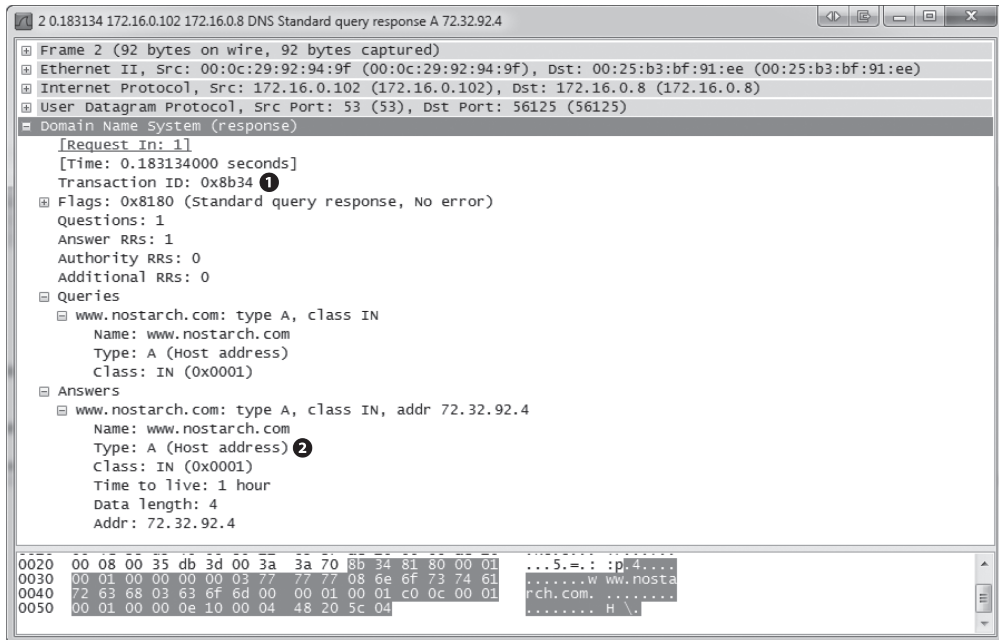 2 0.183134 172.16.0.102 172.16.0.8 DNS Standard query response A 72.32.92.4
Frame 2 (92 bytes on wire, 92 bytes captured)
Ethernet II, Src: 00:0c:29:92:94:9f (00:0c:29:92:94:9f), Dst: 00:25:b3:bf:91:ee (00:25:b3:bf:91:ee)
Internet Protocol, Src: 172.16.0.102 (172.16.0.102), Dst: 172.16.0.8 (172.16.0.8)
User Datagram Protocol, Src Port: 53 (53), Dst Port: 56125 (56125)
Domain Name System (response)
[Request In: 1]
[Time: 0.183134000 seconds]
Transaction ID: 0x8b34 ❶
Flags: 0x8180 (Standard query response, No error)
Questions: 1
Answer RRs: 1
Authority RRs: 0
Additional RRs: 0
Queries
www.nostarch.com: type A, class IN
Name: www.nostarch.com
Type: A (Host address)
Class: IN (0x0001)
Answers
www.nostarch.com: type A, class IN, addr 72.32.92.4
Name: www.nostarch.com
Type: A (Host address) ❷
Class: IN (0x0001)
Time to live: 1 hour
Data length: 4
Addr: 72.32.92.4
0020 00 08 00 35 db 3d 00 3a 3a 70 8b 34 81 80 00 01 ...5.=.: :p.4....
0030 00 01 00 00 00 00 03 77 77 77 08 6e 6f 73 74 61 .......w ww.nosta
0040 72 63 68 03 63 6f 6d 00 00 01 00 01 c0 0c 00 01 rch.com. ........
0050 00 01 00 00 0e 10 00 04 48 20 5c 04 ........ H \.